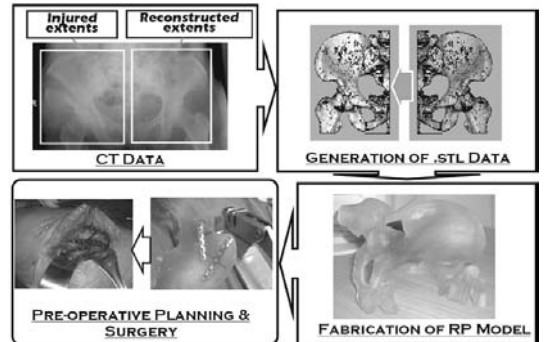 Injured extents
Reconstructed extents
CT DATA
GENERATION OF .STL DATA
PRE-OPERATIVE PLANNING &
SURGERY
FABRICATION OF RP MODEL